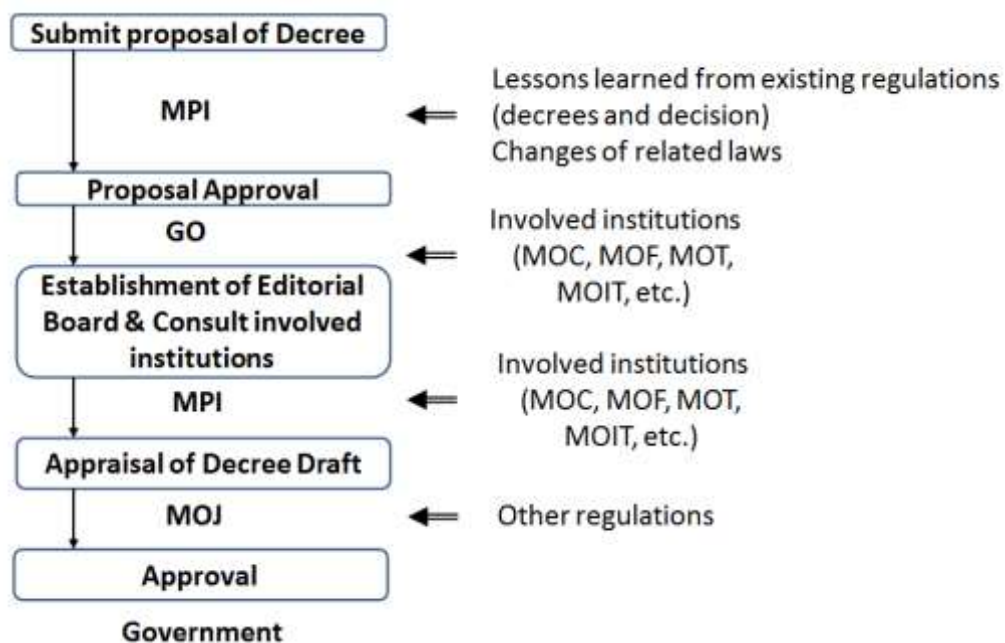 Submit proposal of Decree
MPI
Lessons learned from existing regulations
(decrees and decision)
Changes of related laws
Proposal Approval
GO
Involved institutions
(MOC, MOF, MOT,
MOIT, etc.)
Establishment of Editorial
Board & Consult involved
institutions
MPI
Involved institutions
(MOC, MOF, MOT,
MOIT, etc.)
Appraisal of Decree Draft
MOJ
Other regulations
Approval
Government